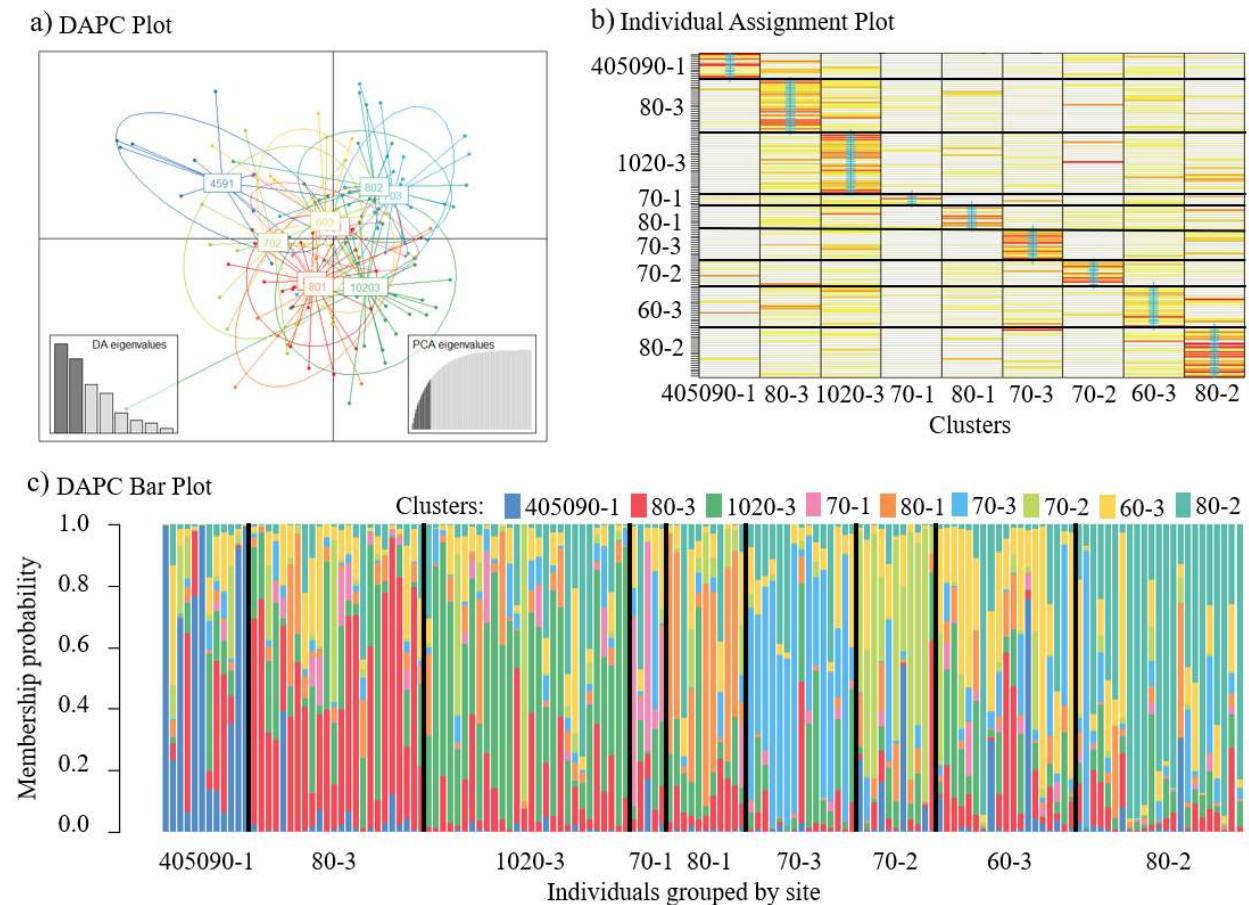 a) DAPC Plot
4591
802
703
603
702
801
10203
DA eigenvalues
PCA eigenvalues
b) Individual Assignment Plot
405090-1
80-3
1020-3
70-1
80-1
70-3
70-2
60-3
80-2
405090-1 80-3 1020-3 70-1 80-1 70-3 70-2 60-3 80-2
Clusters
c) DAPC Bar Plot
Clusters: 405090-1 80-3 1020-3 70-1 80-1 70-3 70-2 60-3 80-2
Membership probability
1.0
0.8
0.6
0.4
0.2
0.0
405090-1 80-3 1020-3 70-1 80-1 70-3 70-2 60-3 80-2
Individuals grouped by site